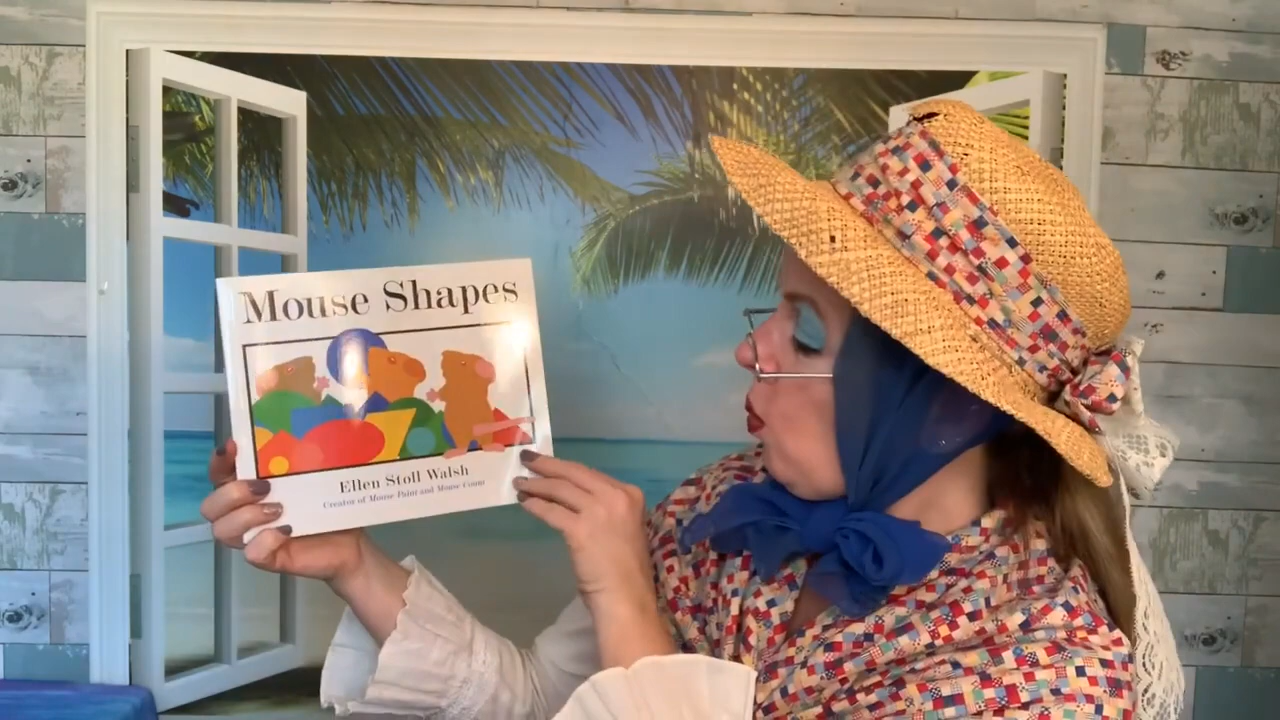 Mouse Shapes
Ellen Stoll Walsh
Creator of Mouse Paint and Mouse Count